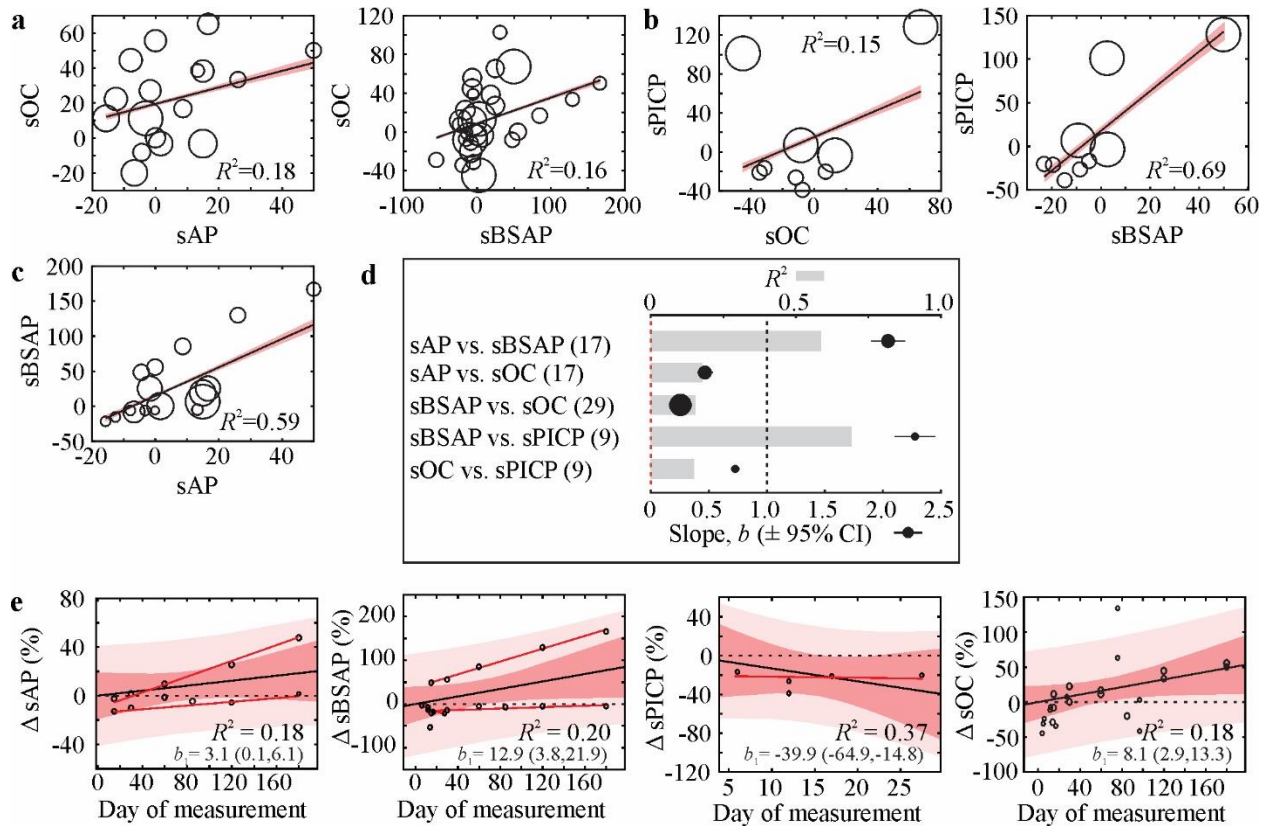 a
sOC
60
40
20
0
-20
R²=0.18
-20 0 20 40
sAP
sOC
120
80
40
0
-40
R²=0.16
-100 0 100 200
sBSAP
b
sPICP
120
80
40
0
-40
R²=0.15
-40 0 40 80
sOC
sPICP
150
100
50
0
-50
R²=0.69
-20 0 20 40 60
sBSAP
c
sBSAP
200
150
100
50
0
-50
R²=0.59
-20 0 20 40
sAP
d
R²
0 0.5 1.0
sAP vs. sBSAP (17)
sAP vs. sOC (17)
sBSAP vs. sOC (29)
sBSAP vs. sPICP (9)
sOC vs. sPICP (9)
0 0.5 1.0 1.5 2.0 2.5
Slope, b (± 95% CI)
e
Δ sAP (%)
80
40
0
-40
R² = 0.18
b₁= 3.1 (0.1,6.1)
0 40 80 120 180
Day of measurement
Δ sBSAP (%)
200
100
0
-100
R² = 0.20
b₁= 12.9 (3.8,21.9)
0 40 80 120 180
Day of measurement
Δ sPICP (%)
80
40
0
-40
-80
-120
R² = 0.37
b₁= -39.9 (-64.9,-14.8)
5 10 15 20 25
Day of measurement
Δ sOC (%)
150
100
50
0
-50
-100
R² = 0.18
b₁= 8.1 (2.9,13.3)
0 40 80 120 160
Day of measurement